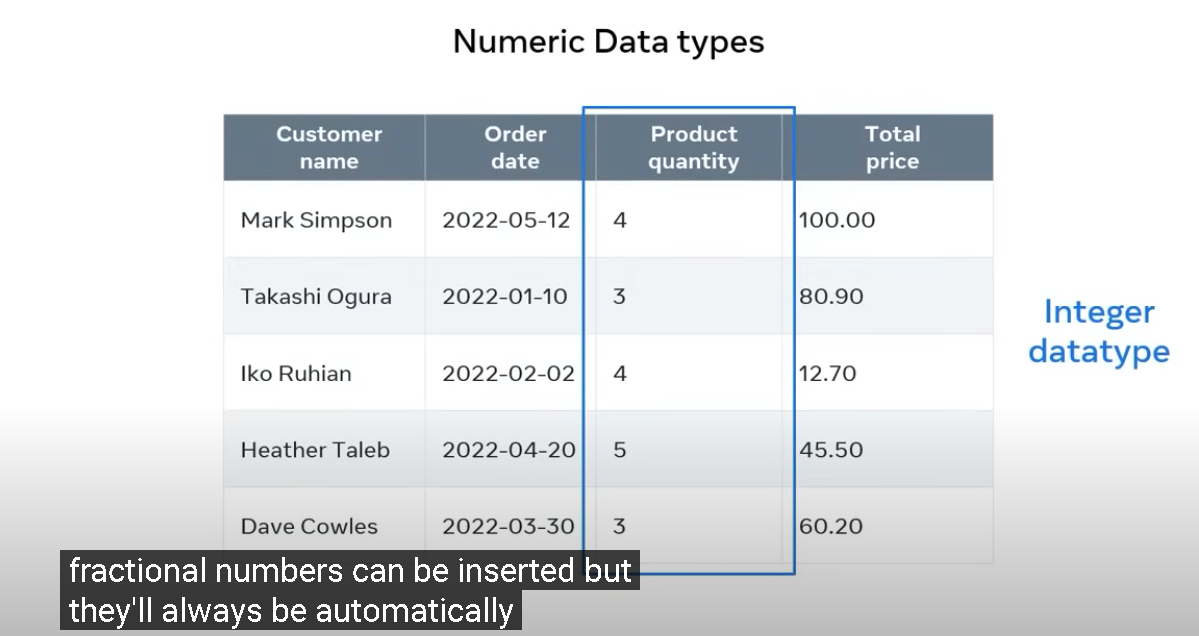 Numeric Data types
Customer name Order date Product quantity Total price
Mark Simpson 2022-05-12 4 100.00
Takashi Ogura 2022-01-10 3 80.90
Iko Ruhian 2022-02-02 4 12.70
Heather Taleb 2022-04-20 5 45.50
Dave Cowles 2022-03-30 3 60.20
Integer
datatype
fractional numbers can be inserted but
they'll always be automatically